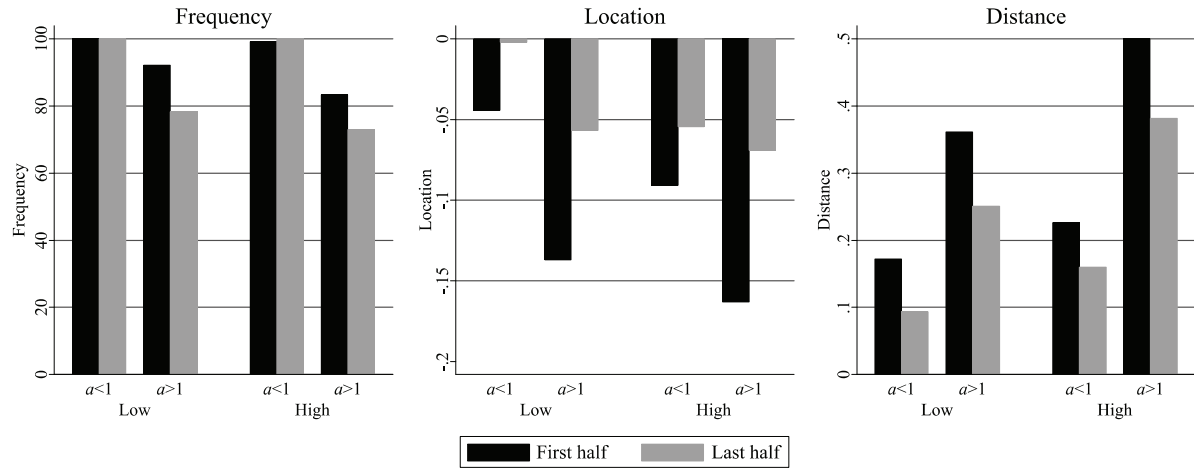 Frequency
Frequency
100
80
60
40
20
0
a<1 a>1 a<1 a>1
Low High
Location
Location
0
-.05
-.1
-.15
-.2
a<1 a>1 a<1 a>1
Low High
Distance
Distance
.5
.4
.3
.2
.1
0
a<1 a>1 a<1 a>1
Low High
First half Last half